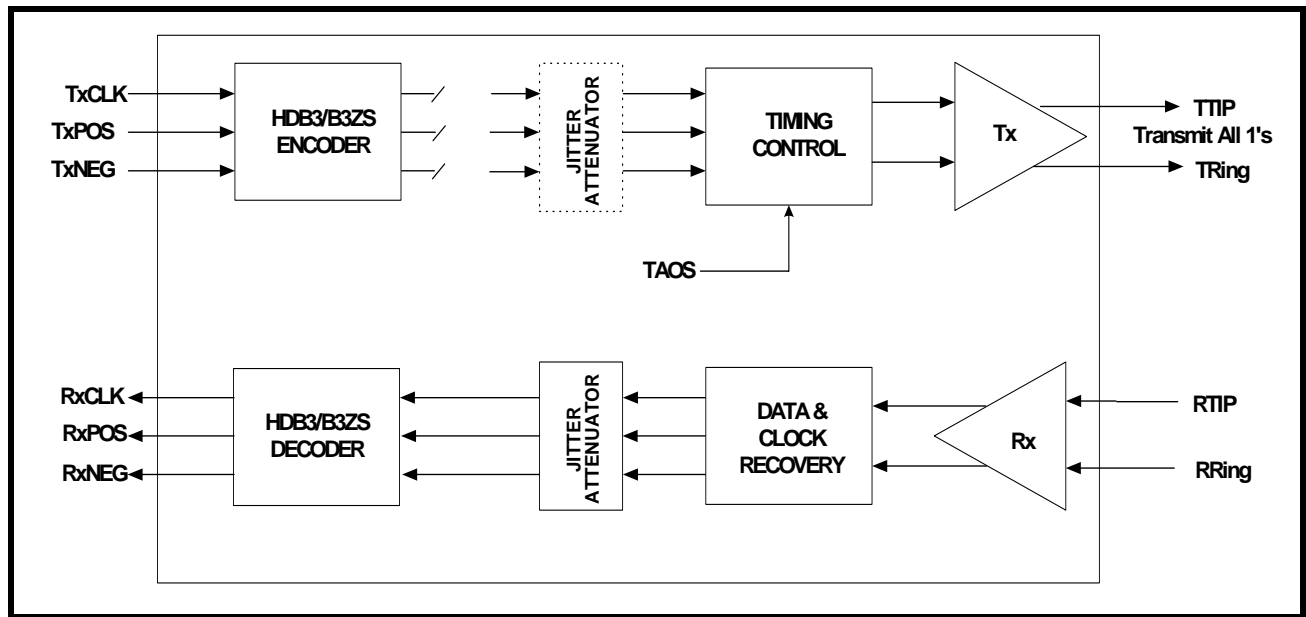 TxCLK
TxPOS
TxNEG
HDB3/B3ZS
ENCODER
JITTER
ATTENUATOR
TIMING
CONTROL
Tx
TTIP
Transmit All 1's
TRing
TAOS
RxCLK
RxPOS
RxNEG
HDB3/B3ZS
DECODER
JITTER
ATTENUATOR
DATA &
CLOCK
RECOVERY
Rx
RTIP
RRing